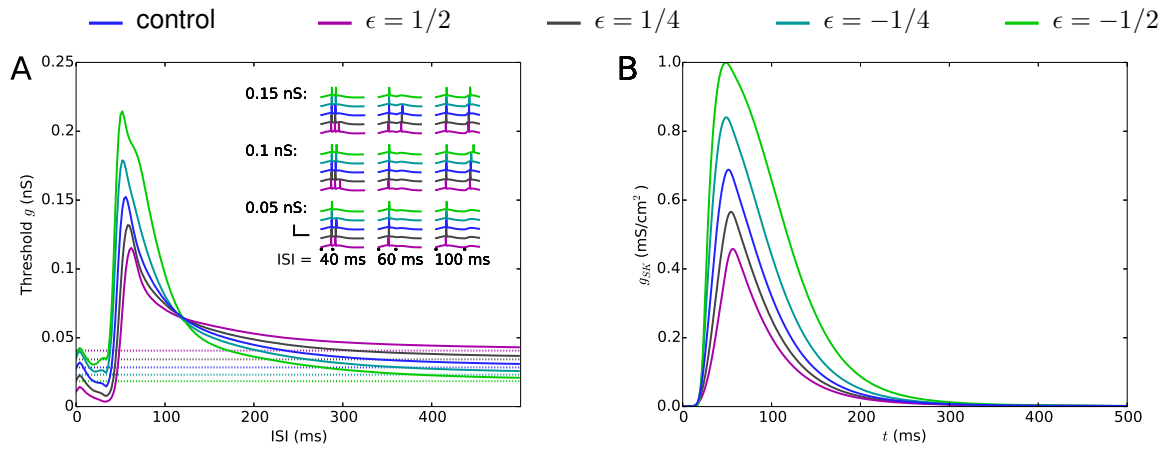 control ϵ = 1/2 ϵ = 1/4 ϵ = −1/4 ϵ = −1/2
A
0.25
0.2
0.15
0.1
0.05
0
Threshold g (nS)
0.15 nS:
0.1 nS:
0.05 nS:
ISI = 40 ms 60 ms 100 ms
0 100 200 300 400
ISI (ms)
B
1.0
0.8
0.6
0.4
0.2
0.0
g_SK (mS/cm²)
0 100 200 300 400 500
t (ms)